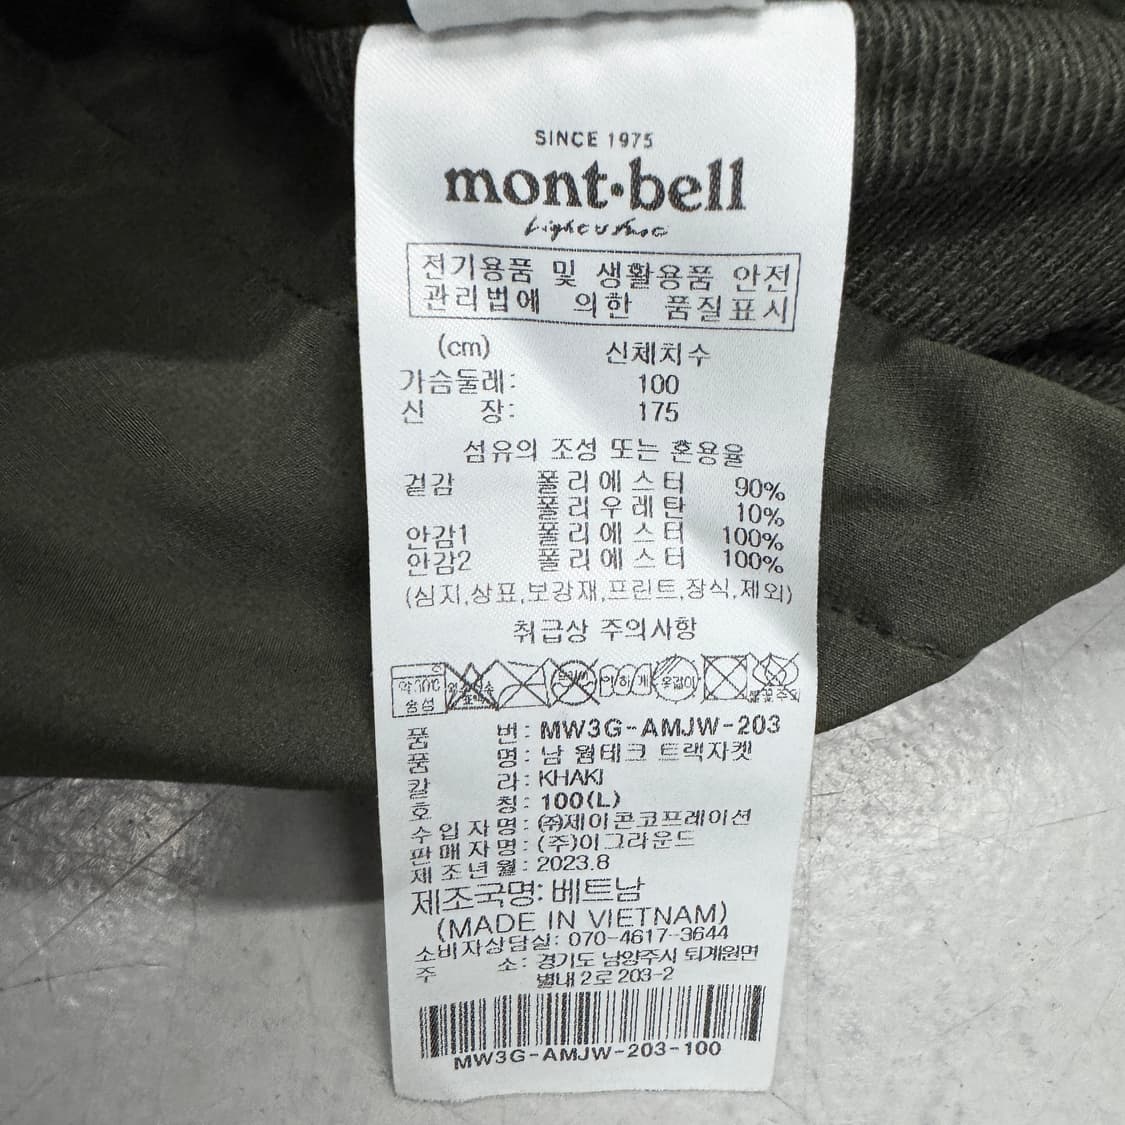 SINCE 1975
mont-bell
전기용품 및 생활용품 안전
관리법에 의한 품질표시
(cm) 신체치수
가슴둘레: 100
신 장: 175
섬유의 조성 또는 혼용율
겉감 폴리에스터 90%
폴리우레탄 10%
안감1 폴리에스터 100%
안감2 폴리에스터 100%
(심지,상표,보강재,프린트,장식,제외)
취급상 주의사항
품 번: MW3G-AMJW-203
품 명: 남 웜테크 트랙자켓
칼 라: KHAKI
호 칭: 100(L)
수입자명: ㈜제이콘코프레이션
판매자명: (주)이그라운드
제조년월: 2023.8
제조국명: 베트남
(MADE IN VIETNAM)
소비자상담실: 070-4617-3644
주 소: 경기도 남양주시 퇴계원면
별내2로 203-2
MW3G-AMJW-203-100